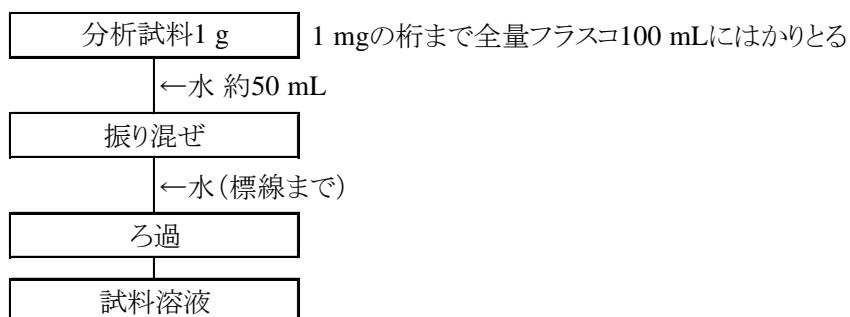 分析試料1 g 1 mgの桁まで全量フラスコ100 mLにはかりとる
←水 約50 mL
振り混ぜ
←水(標線まで)
ろ過
試料溶液